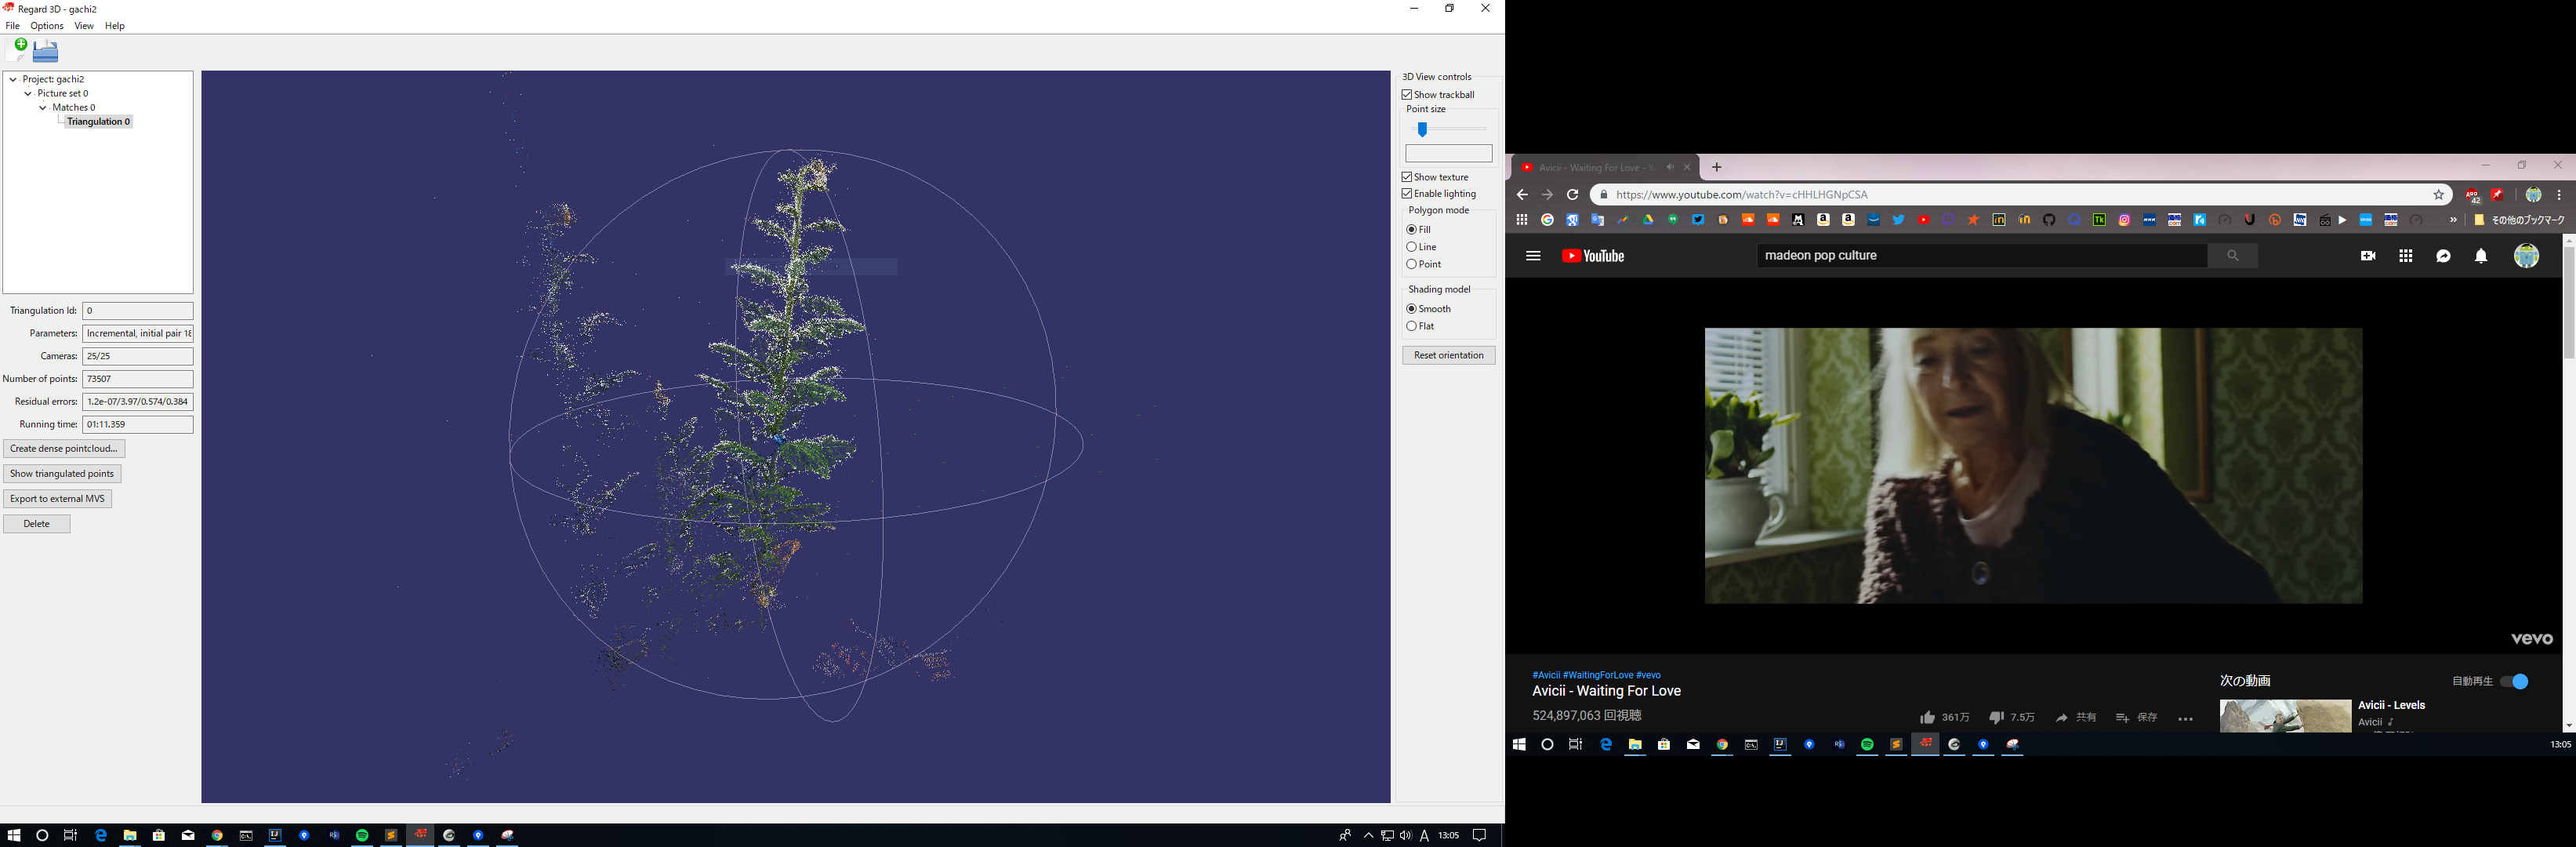 Regard 3D - gachi2
File Options View Help
Project: gachi2
Picture set 0
Matches 0
Triangulation 0
Triangulation Id: 0
Parameters: Incremental, initial pair 18
Cameras: 25/25
Number of points: 73507
Residual errors: 1.2e-07/3.97/0.574/0.384
Running time: 01:11.359
Create dense pointcloud...
Show triangulated points
Export to external MVS
Delete
3D View controls
Show trackball
Point size
Show texture
Enable lighting
Polygon mode
Fill
Line
Point
Shading model
Smooth
Flat
Reset orientation
A 13:05
Avicii - Waiting For Love - Y
https://www.youtube.com/watch?v=cHHLHGNpCSA
42
その他のブックマーク
YouTube
madeon pop culture
vevo
#Avicii #WaitingForLove #vevo
Avicii - Waiting For Love
524,897,063 回視聴
361万 7.5万 共有 保存
次の動画 自動再生
Avicii - Levels
Avicii
13:05